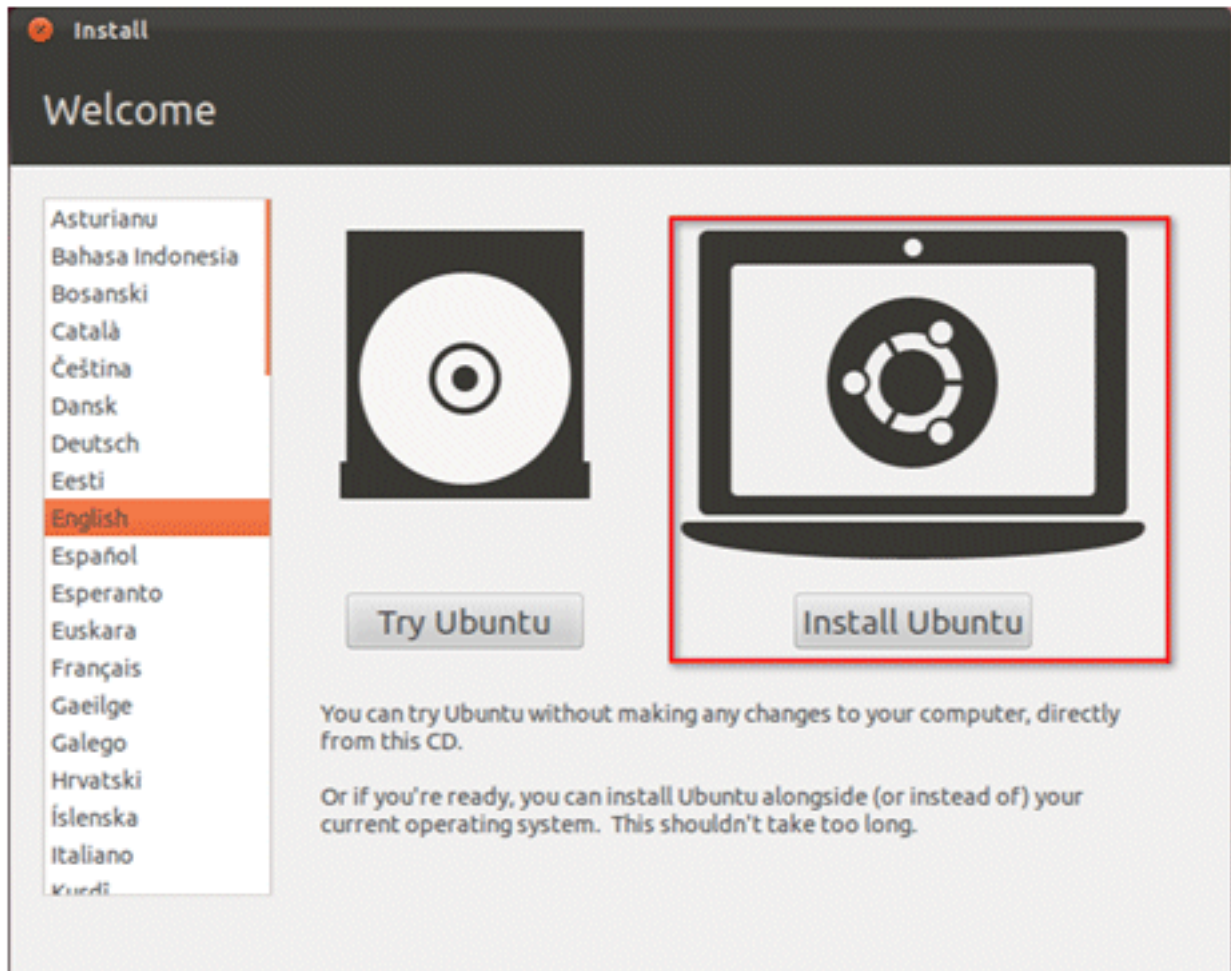 Install
Welcome
Asturianu
Bahasa Indonesia
Bosanski
Català
Čeština
Dansk
Deutsch
Eesti
English
Español
Esperanto
Euskara
Français
Gaeilge
Galego
Hrvatski
Íslenska
Italiano
Kurdî
Try Ubuntu
Install Ubuntu
You can try Ubuntu without making any changes to your computer, directly
from this CD.
Or if you're ready, you can install Ubuntu alongside (or instead of) your
current operating system.  This shouldn't take too long.